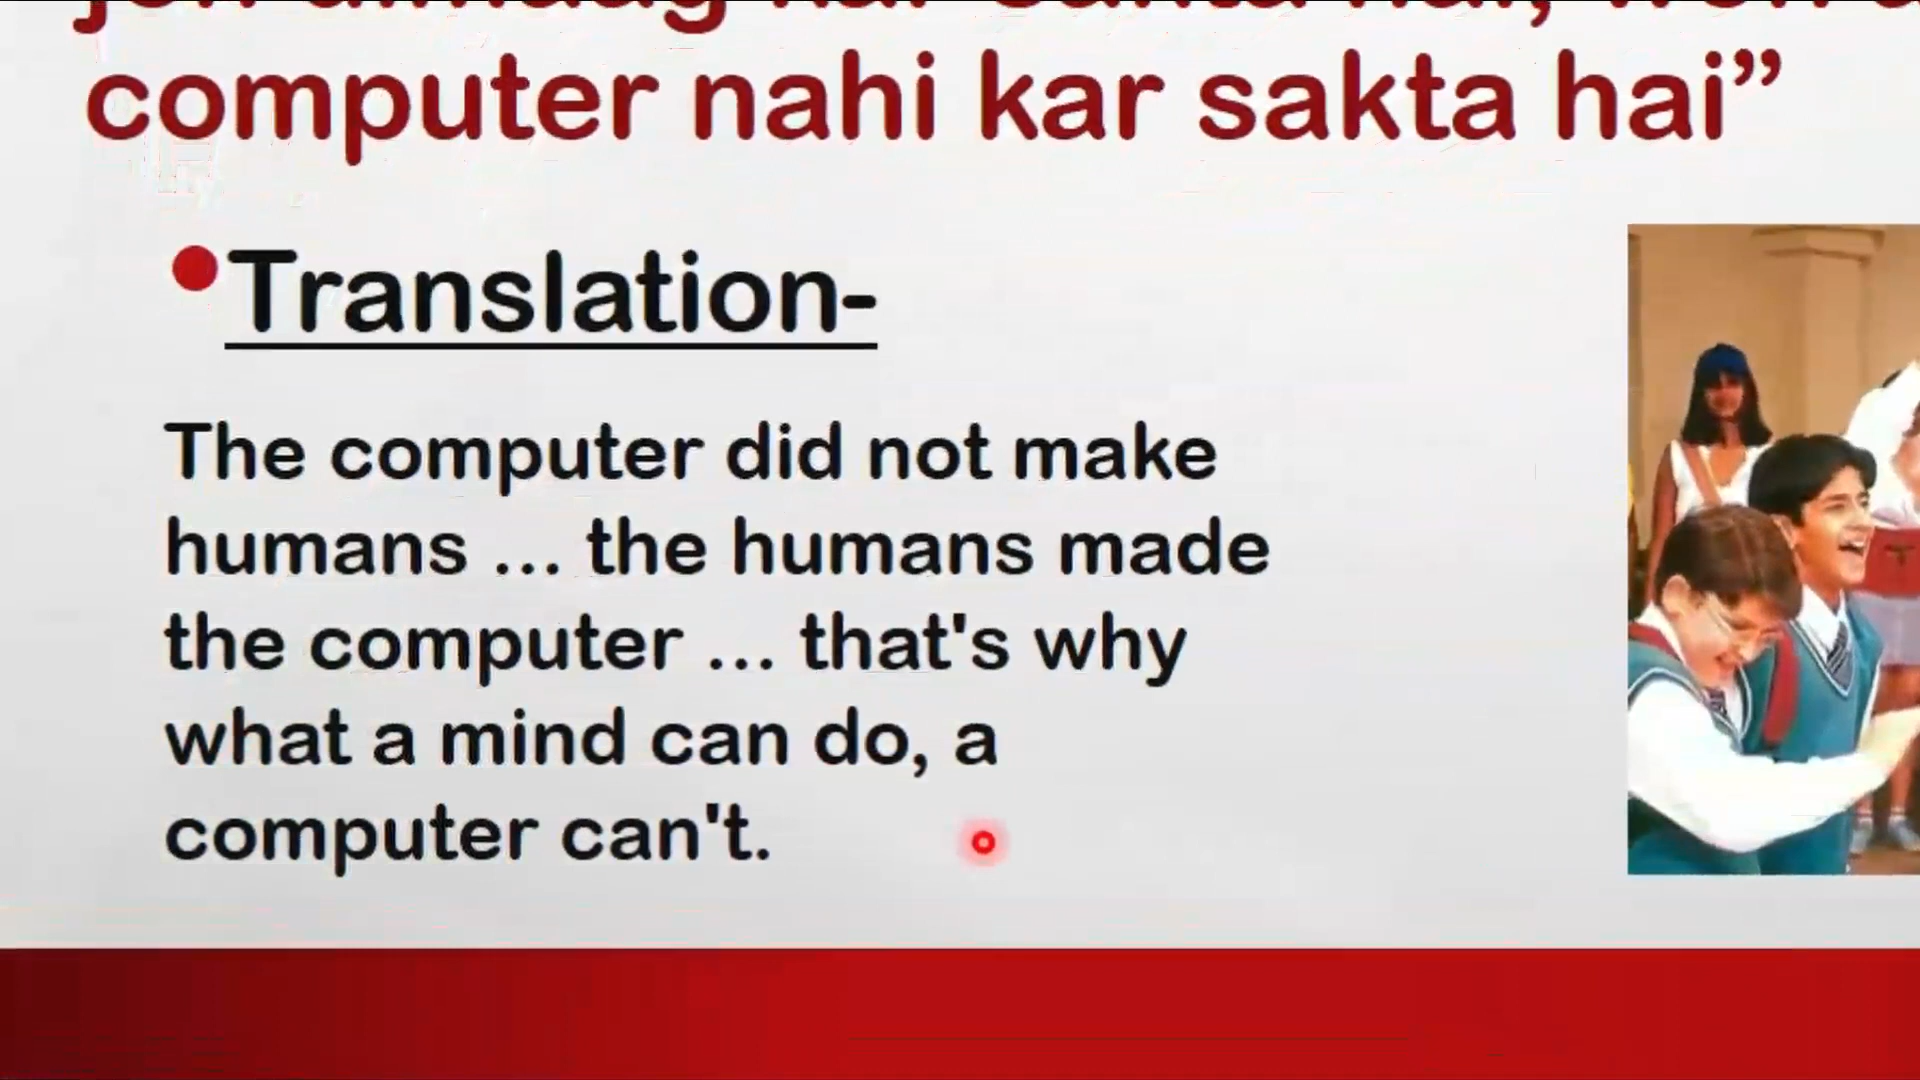 computer nahi kar sakta hai”
•Translation-
The computer did not make
humans ... the humans made
the computer ... that's why
what a mind can do, a
computer can't.